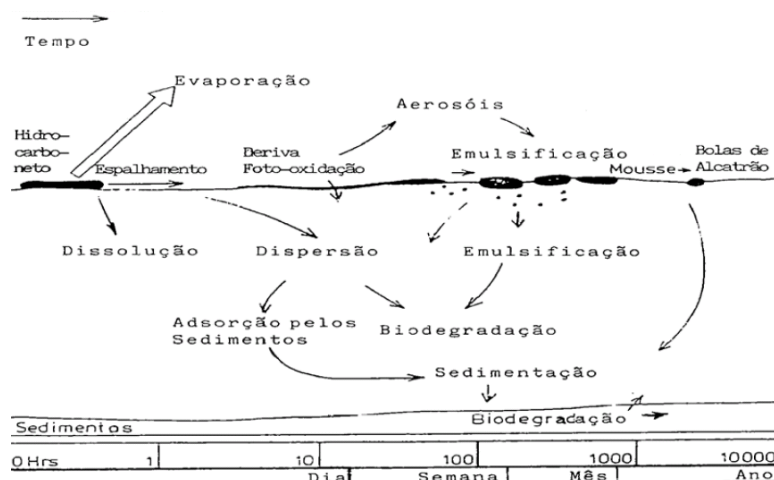 Tempo
Evaporação
Aerosóis
Hidro-
carbo-
neto
Espalhamento
Deriva
Foto-oxidação
Emulsificação
Mousse
Bolas de
Alcatrão
Dissolução
Dispersão
Emulsificação
Adsorção pelos
Sedimentos
Biodegradação
Sedimentação
Biodegradação
Sedimentos
0 Hrs 1 10 100 1000 10000
Dia Semana Mês Ano